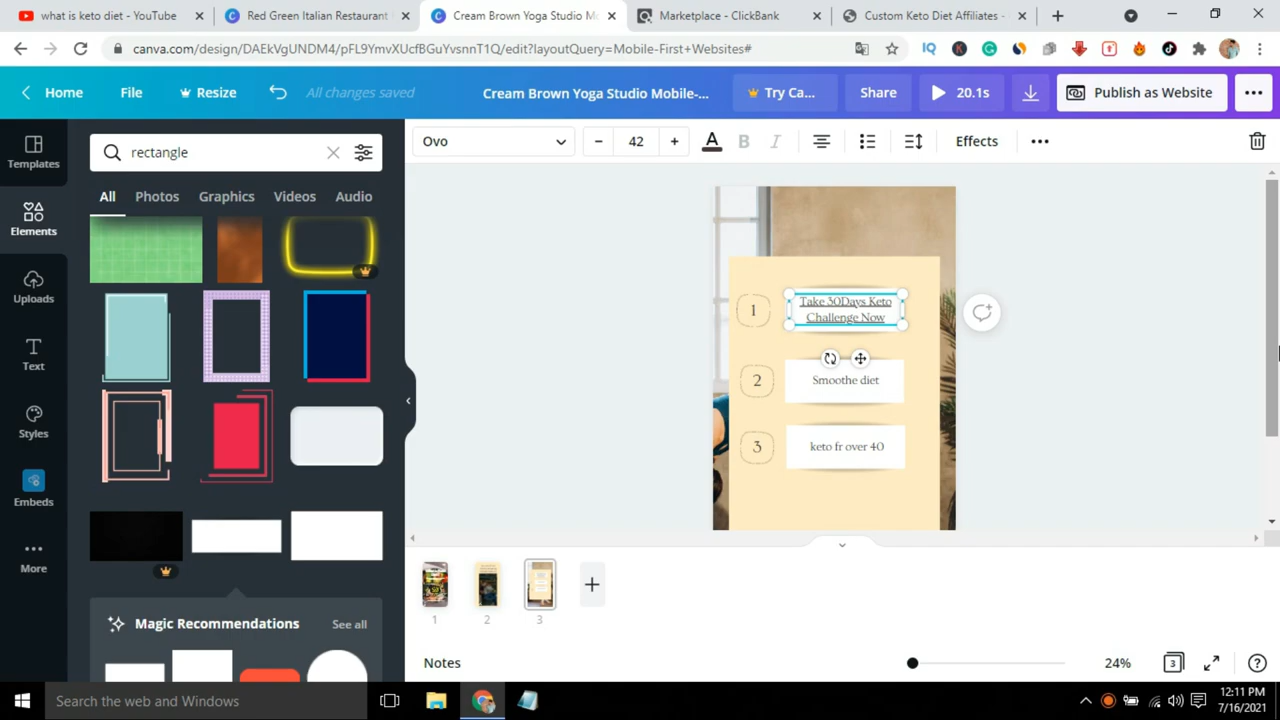 what is keto diet - YouTube
Red Green Italian Restaurant
Cream Brown Yoga Studio M
Marketplace - ClickBank
Custom Keto Diet Affiliates -
canva.com/design/DAEkVgUNDM4/pFL9YmvXUcfBGuYvsnnT1Q/edit?layoutQuery=Mobile-First+Websites#
Home
File
Resize
All changes saved
Cream Brown Yoga Studio Mobile-...
Try Ca...
Share
20.1s
Publish as Website
Templates
Elements
Uploads
Text
Styles
Embeds
More
rectangle
All
Photos
Graphics
Videos
Audio
Magic Recommendations
See all
Ovo
42
A
B
I
Effects
1
Take 30Days Keto
Challenge Now
2
Smoothe diet
3
keto fr over 40
1
2
3
Notes
24%
3
Search the web and Windows
12:11 PM
7/16/2021